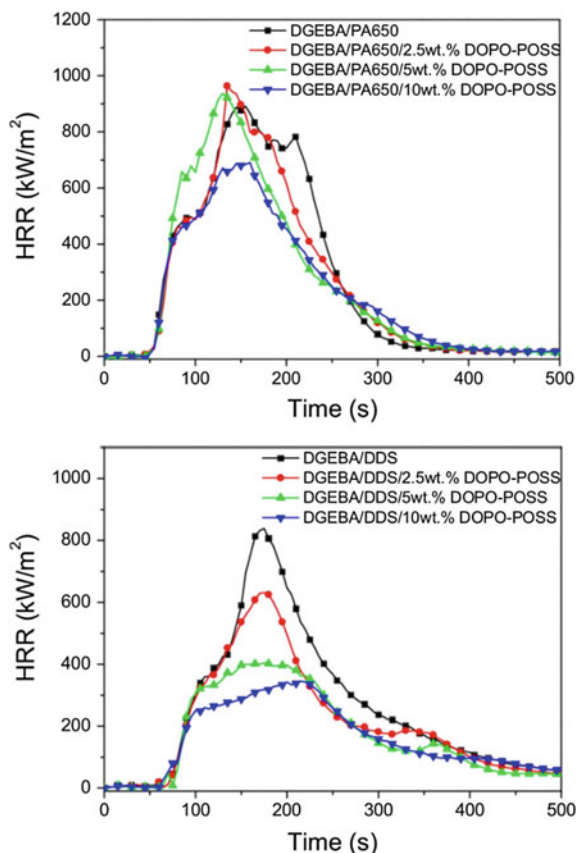 DGEBA/PA650
DGEBA/PA650/2.5wt.% DOPO-POSS
DGEBA/PA650/5wt.% DOPO-POSS
DGEBA/PA650/10wt.% DOPO-POSS
1200
1000
800
600
400
200
0
HRR (kW/m²)
0 100 200 300 400 500
Time (s)
DGEBA/DDS
DGEBA/DDS/2.5wt.% DOPO-POSS
DGEBA/DDS/5wt.% DOPO-POSS
DGEBA/DDS/10wt.% DOPO-POSS
1000
800
600
400
200
0
HRR (kW/m²)
0 100 200 300 400 500
Time (s)